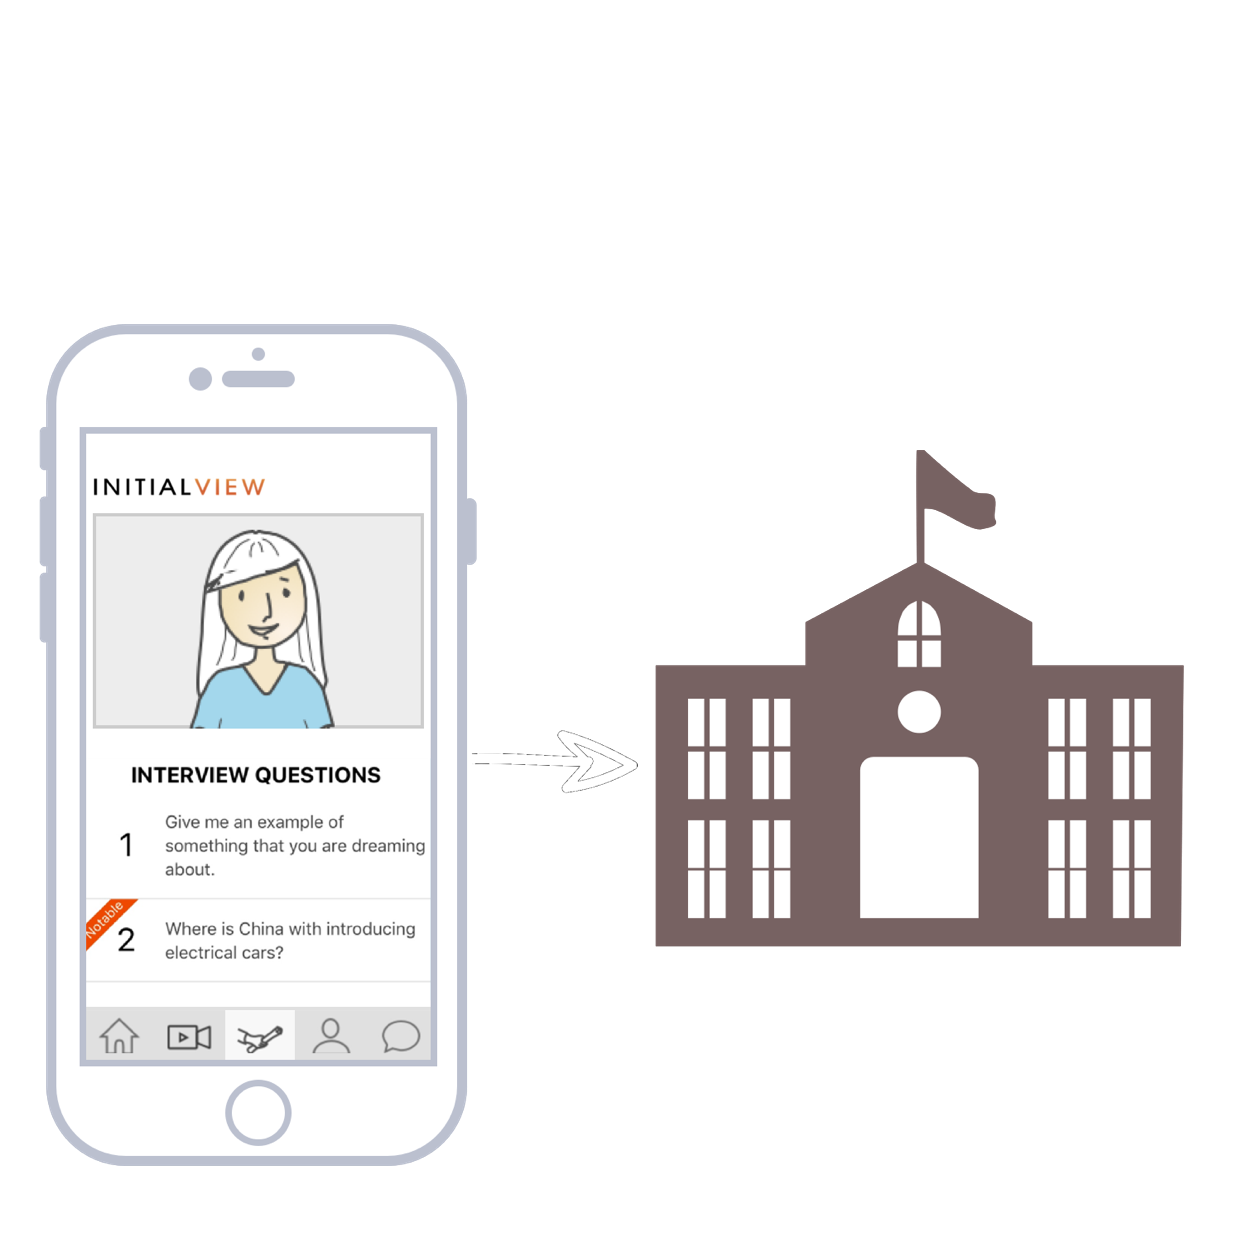 INITIALVIEW
INTERVIEW QUESTIONS
1
Give me an example of
something that you are dreaming
about.
Notable
2
Where is China with introducing
electrical cars?